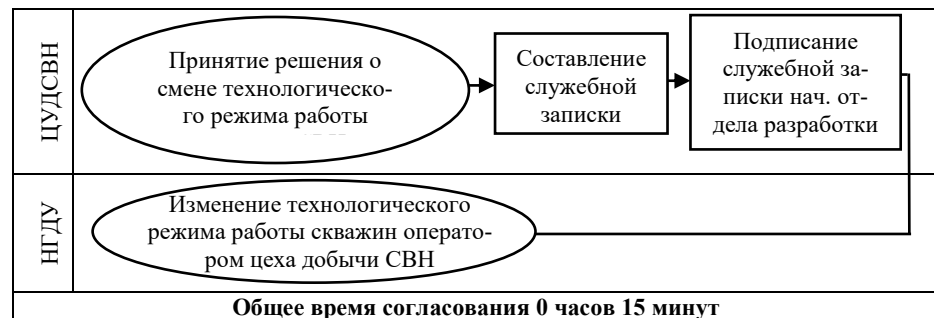 ЦУДСВН
Принятие решения о
смене технологическо-
го режима работы
Составление
служебной
записки
Подписание
служебной за-
писки нач. от-
дела разработки
НГДУ
Изменение технологического
режима работы скважин операто-
ром цеха добычи СВН
Общее время согласования 0 часов 15 минут